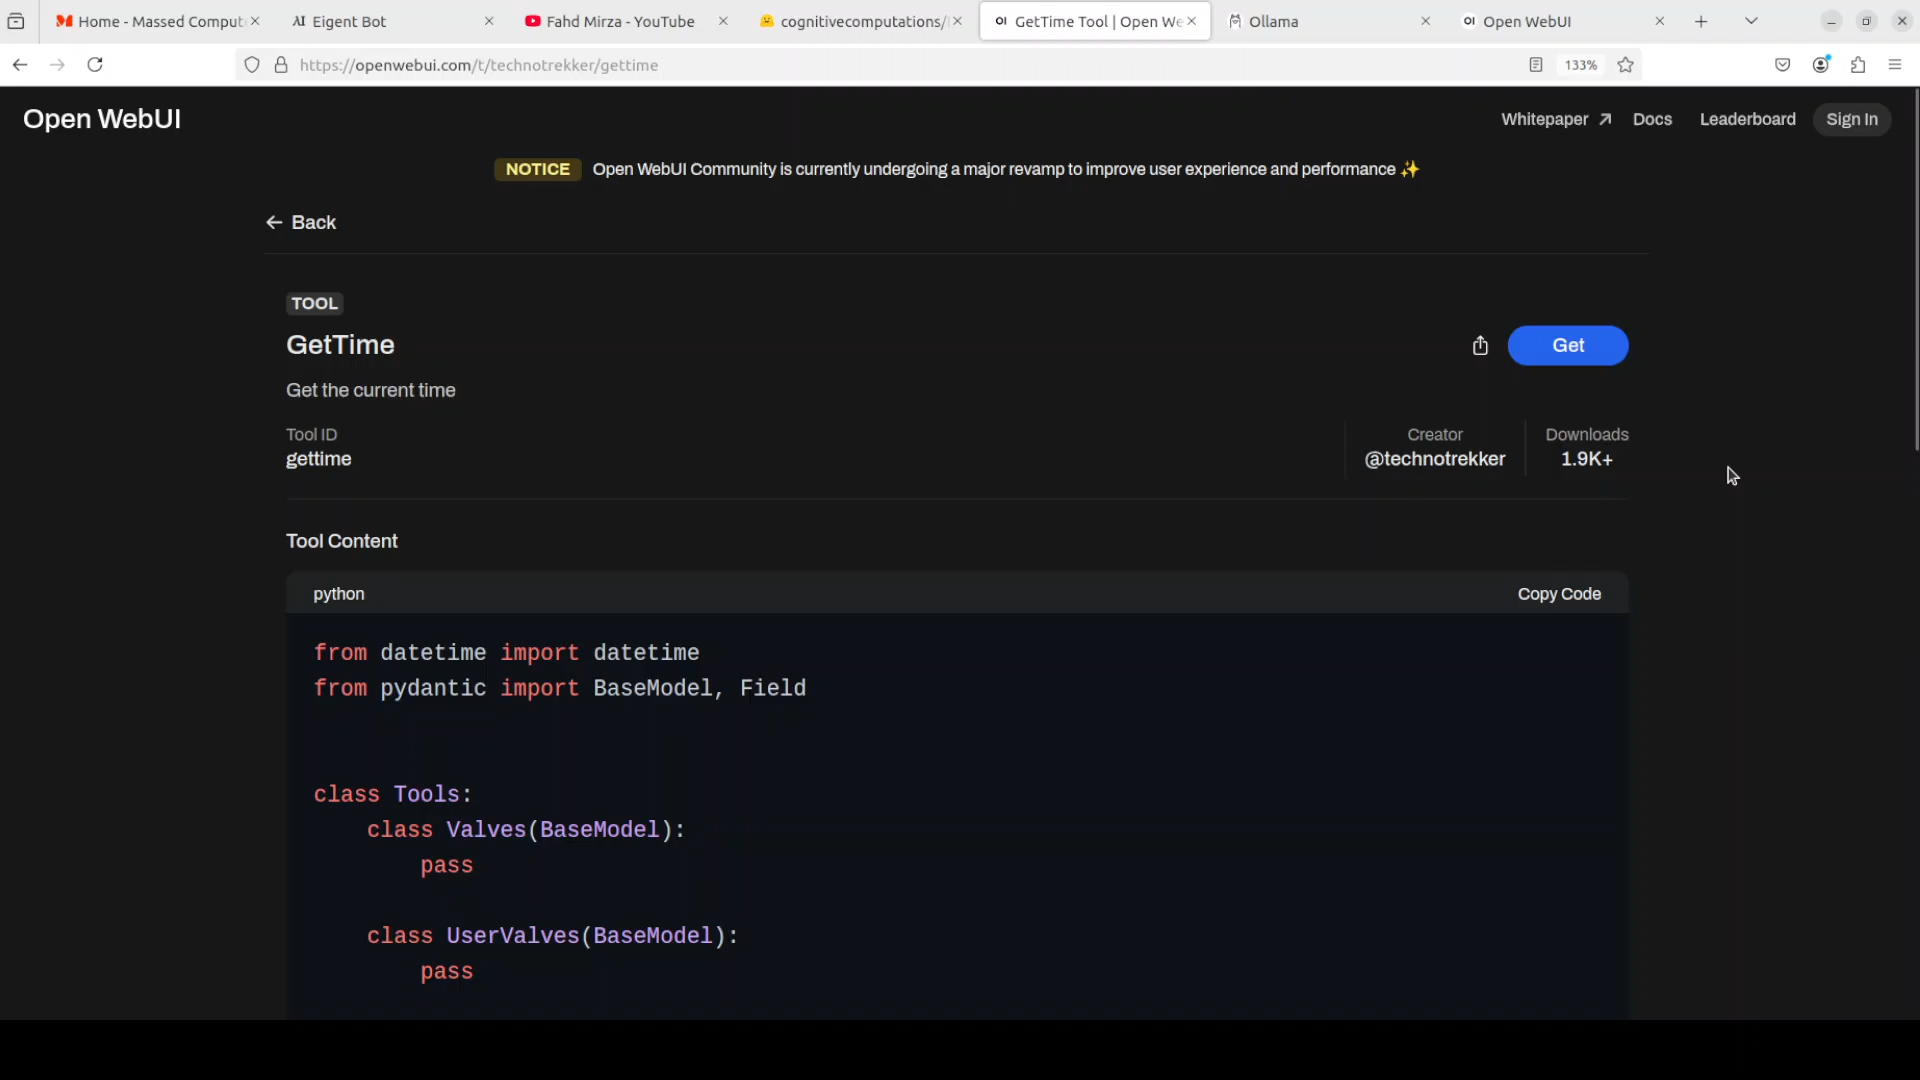 Home - Massed Comput
Eigent Bot
Fahd Mirza - YouTube
cognitivecomputations/
OI GetTime Tool | Open We
Ollama
OI Open WebUI
https://openwebui.com/t/technotrekker/gettime
133%
Open WebUI
Whitepaper
Docs
Leaderboard
Sign In
NOTICE Open WebUI Community is currently undergoing a major revamp to improve user experience and performance ✨
← Back
TOOL
GetTime
Get
Get the current time
Tool ID
gettime
Creator
@technotrekker
Downloads
1.9K+
Tool Content
python
Copy Code
from datetime import datetime
from pydantic import BaseModel, Field
class Tools:
    class Valves(BaseModel):
        pass
    class UserValves(BaseModel):
        pass